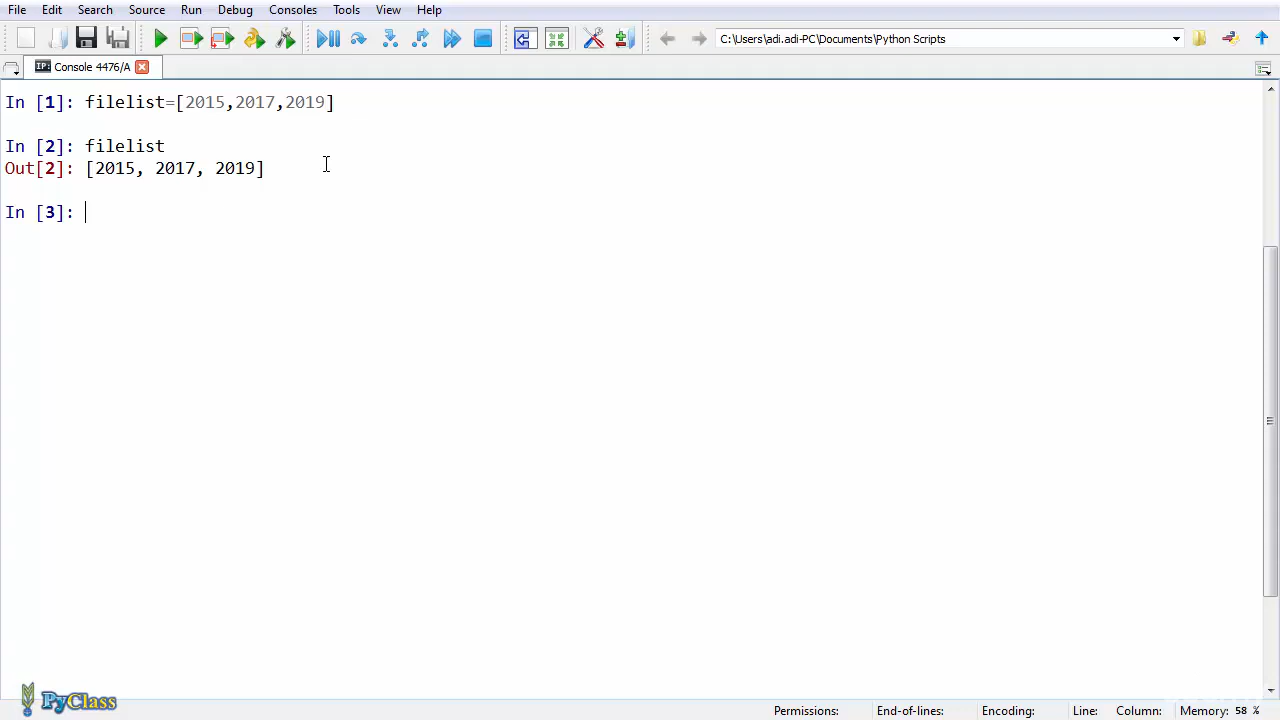 File Edit Search Source Run Debug Consoles Tools View Help
C:\Users\adi.adi-PC\Documents\Python Scripts
IP: Console 4476/A
In [1]: filelist=[2015,2017,2019]
In [2]: filelist
Out[2]: [2015, 2017, 2019]
In [3]:
PyClass
Permissions: End-of-lines: Encoding: Line: Column: Memory: 58 %